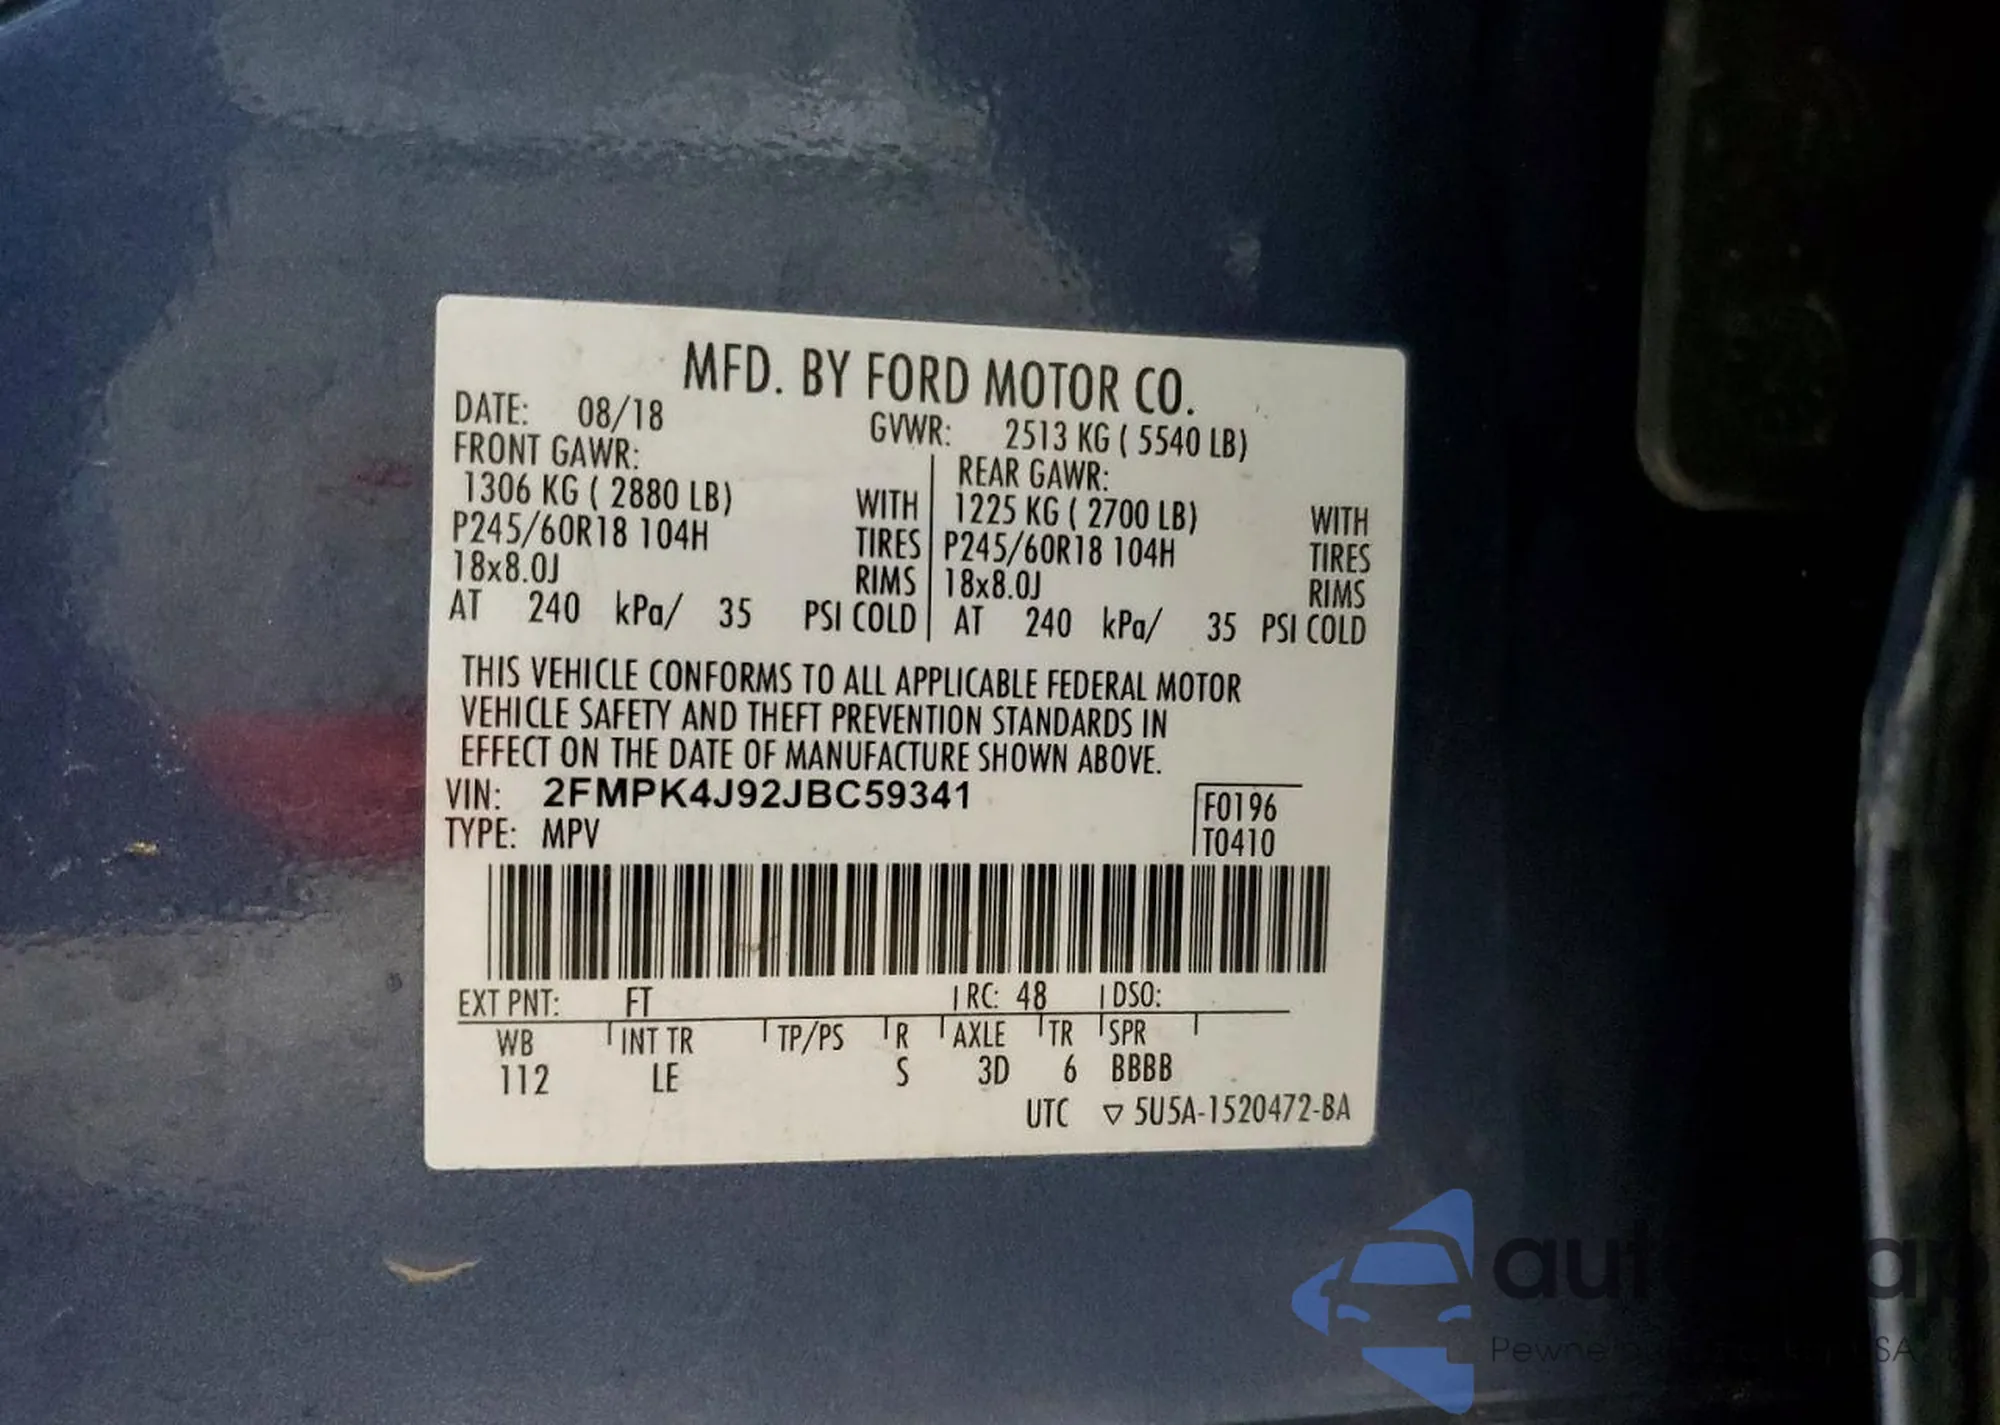 MFD. BY FORD MOTOR CO.
DATE: 08/18 GVWR: 2513 KG ( 5540 LB)
FRONT GAWR: REAR GAWR:
1306 KG ( 2880 LB) WITH 1225 KG ( 2700 LB) WITH
P245/60R18 104H TIRES P245/60R18 104H TIRES
18x8.0J RIMS 18x8.0J RIMS
AT 240 kPa/ 35 PSI COLD AT 240 kPa/ 35 PSI COLD
THIS VEHICLE CONFORMS TO ALL APPLICABLE FEDERAL MOTOR
VEHICLE SAFETY AND THEFT PREVENTION STANDARDS IN
EFFECT ON THE DATE OF MANUFACTURE SHOWN ABOVE.
VIN: 2FMPK4J92JBC59341
F0196
TYPE: MPV
T0410
EXT PNT: FT RC: 48 DSO:
WB INT TR TP/PS R AXLE TR SPR
112 LE S 3D 6 BBBB
UTC ▽ 5U5A-1520472-BA